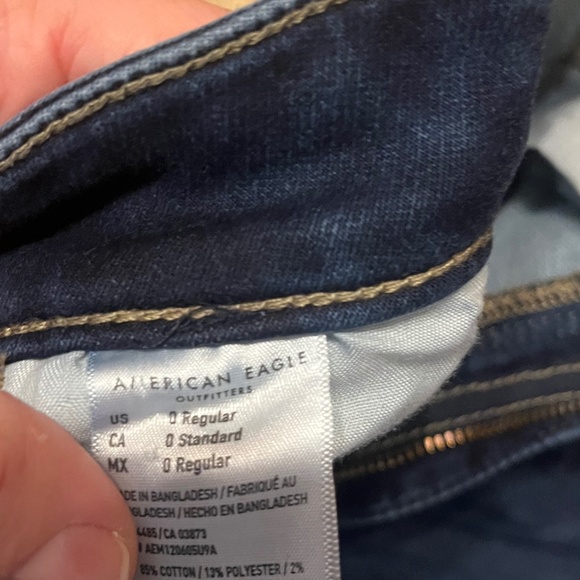 AMERICAN EAGLE
OUTFITTERS
US 0 Regular
CA 0 Standard
MX 0 Regular
IN BANGLADESH / FABRIQUÉ AU
/ HECHO EN BANGLADESH
/ CA 03873
AEM120605U9A
85% COTTON / 13% POLYESTER / 2%